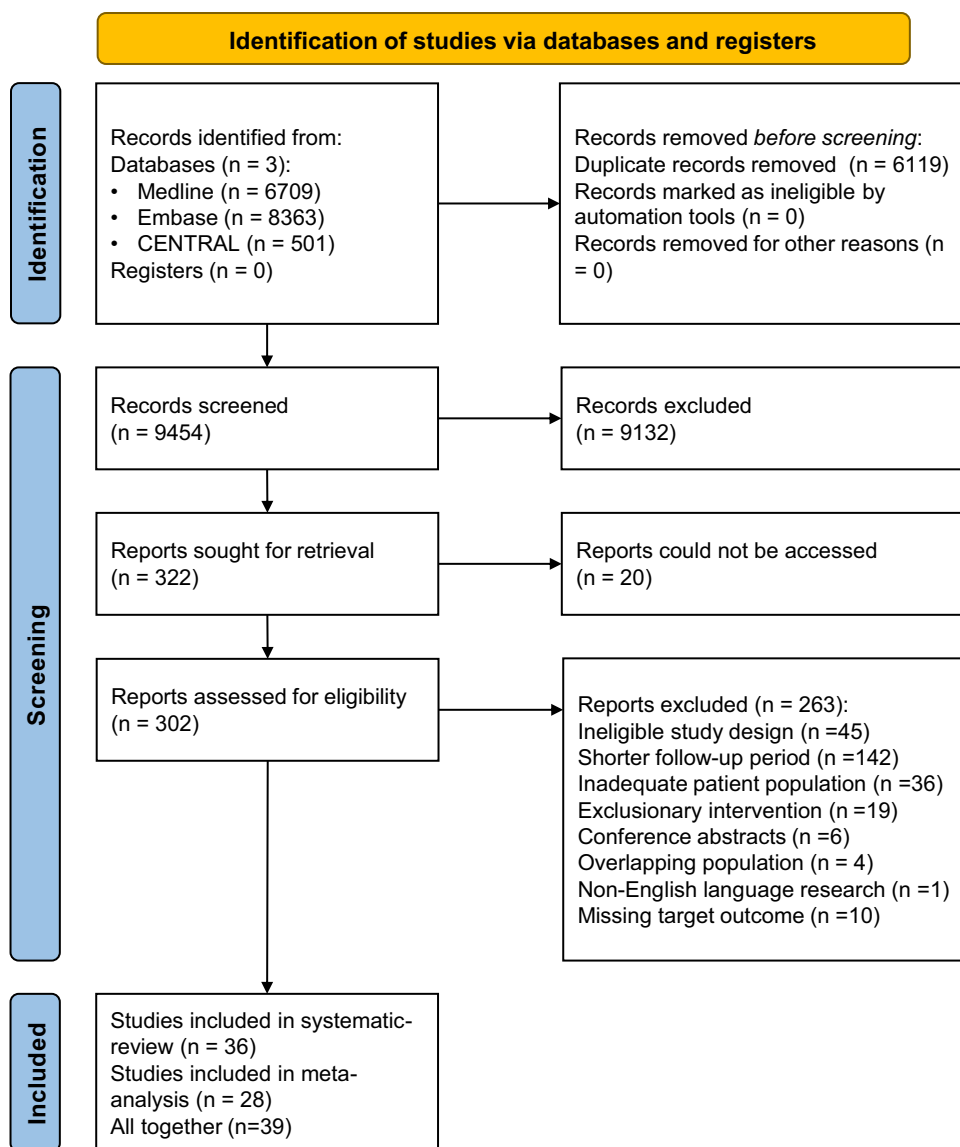 Identification of studies via databases and registers
Identification
Records identified from:
Databases (n = 3):
• Medline (n = 6709)
• Embase (n = 8363)
• CENTRAL (n = 501)
Registers (n = 0)
Records removed before screening:
Duplicate records removed (n = 6119)
Records marked as ineligible by
automation tools (n = 0)
Records removed for other reasons (n
= 0)
Screening
Records screened
(n = 9454)
Records excluded
(n = 9132)
Reports sought for retrieval
(n = 322)
Reports could not be accessed
(n = 20)
Reports assessed for eligibility
(n = 302)
Reports excluded (n = 263):
Ineligible study design (n =45)
Shorter follow-up period (n =142)
Inadequate patient population (n =36)
Exclusionary intervention (n =19)
Conference abstracts (n =6)
Overlapping population (n = 4)
Non-English language research (n =1)
Missing target outcome (n =10)
Included
Studies included in systematic-
review (n = 36)
Studies included in meta-
analysis (n = 28)
All together (n=39)